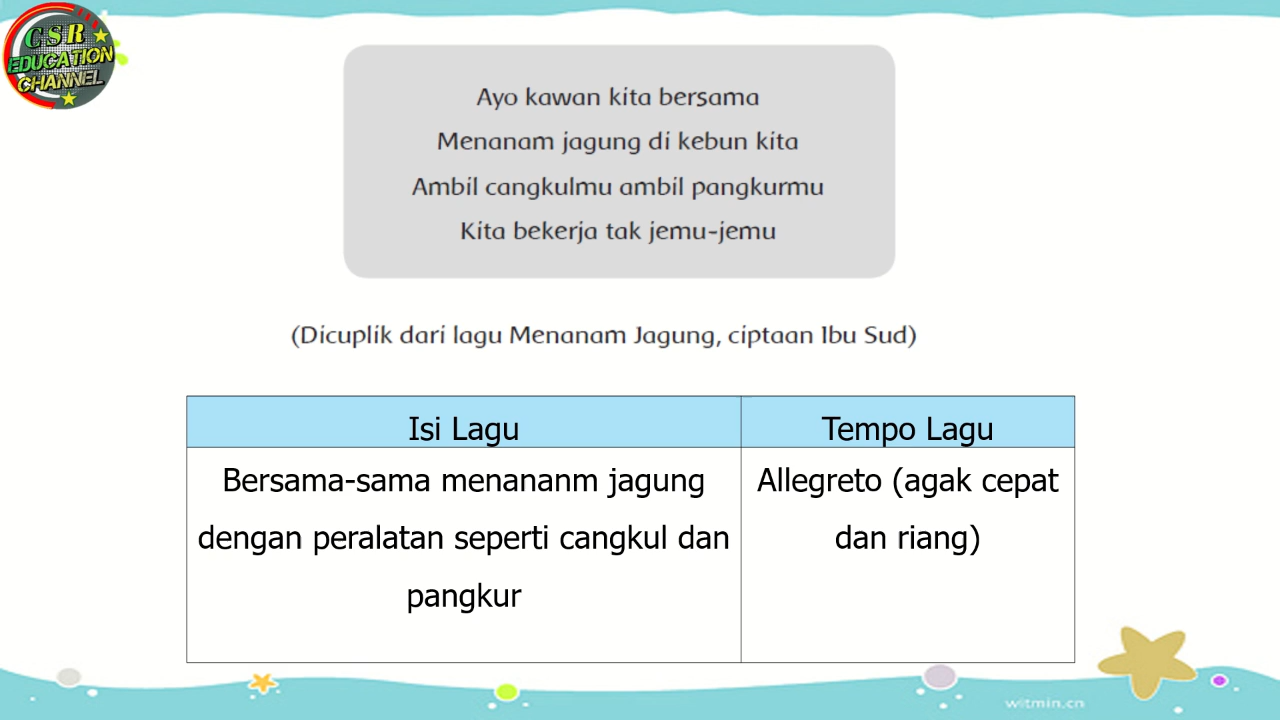 CSR
EDUCATION
CHANNEL
Ayo kawan kita bersama
Menanam jagung di kebun kita
Ambil cangkulmu ambil pangkurmu
Kita bekerja tak jemu-jemu
(Dicuplik dari lagu Menanam Jagung, ciptaan Ibu Sud)
Isi Lagu
Tempo Lagu
Bersama-sama menananm jagung
dengan peralatan seperti cangkul dan
pangkur
Allegreto (agak cepat
dan riang)
witmin.cn